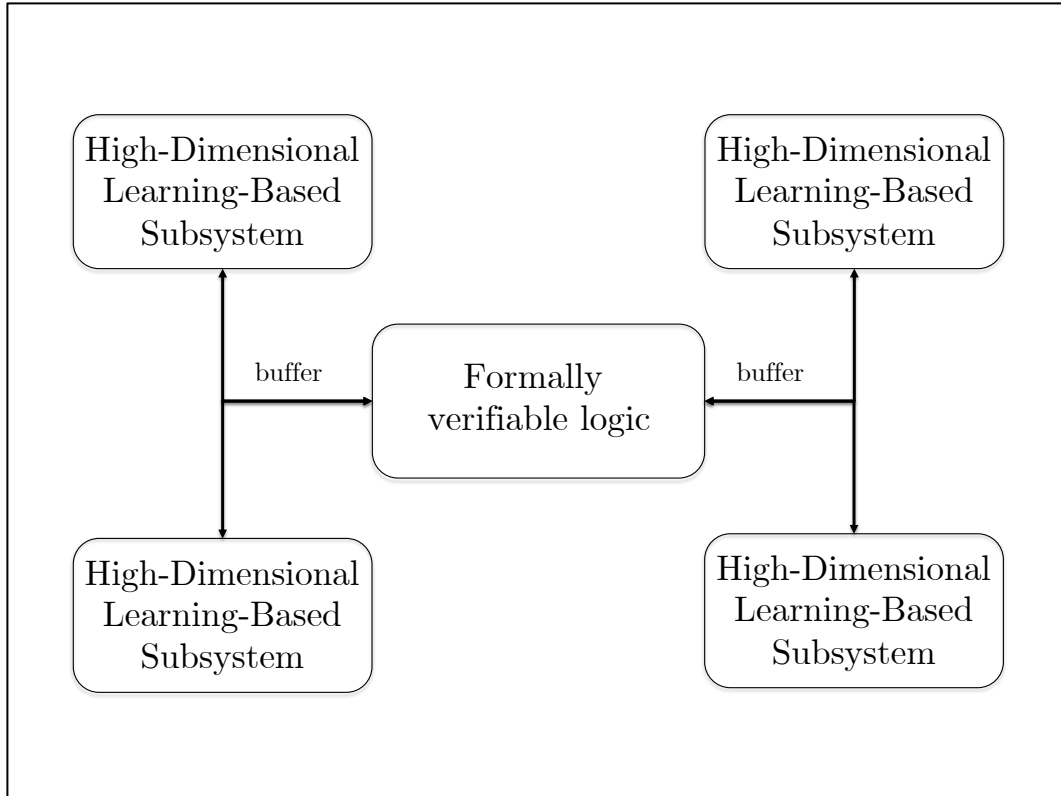 High-Dimensional
Learning-Based
Subsystem
High-Dimensional
Learning-Based
Subsystem
buffer
Formally
verifiable logic
buffer
High-Dimensional
Learning-Based
Subsystem
High-Dimensional
Learning-Based
Subsystem